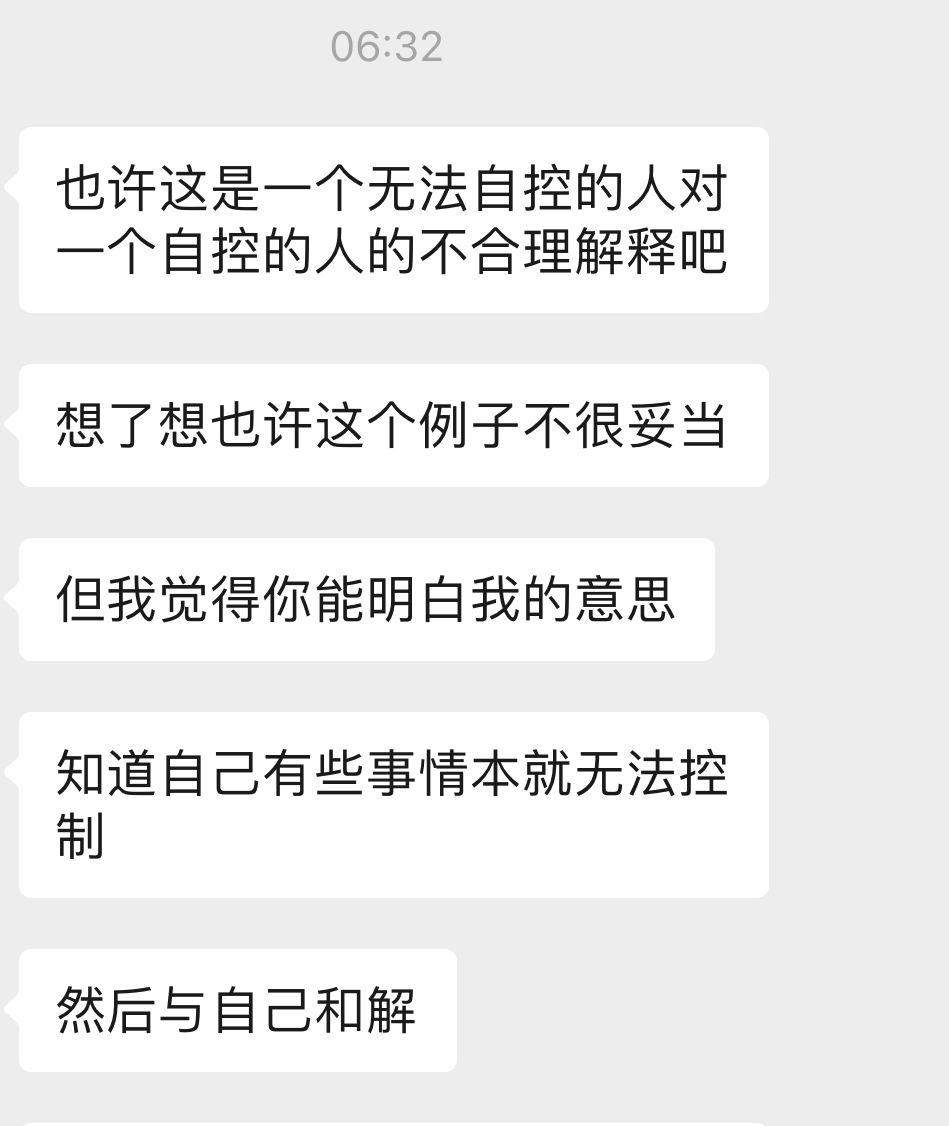 06:32
也许这是一个无法自控的人对
一个自控的人的不合理解释吧
想了想也许这个例子不很妥当
但我觉得你能明白我的意思
知道自己有些事情本就无法控
制
然后与自己和解